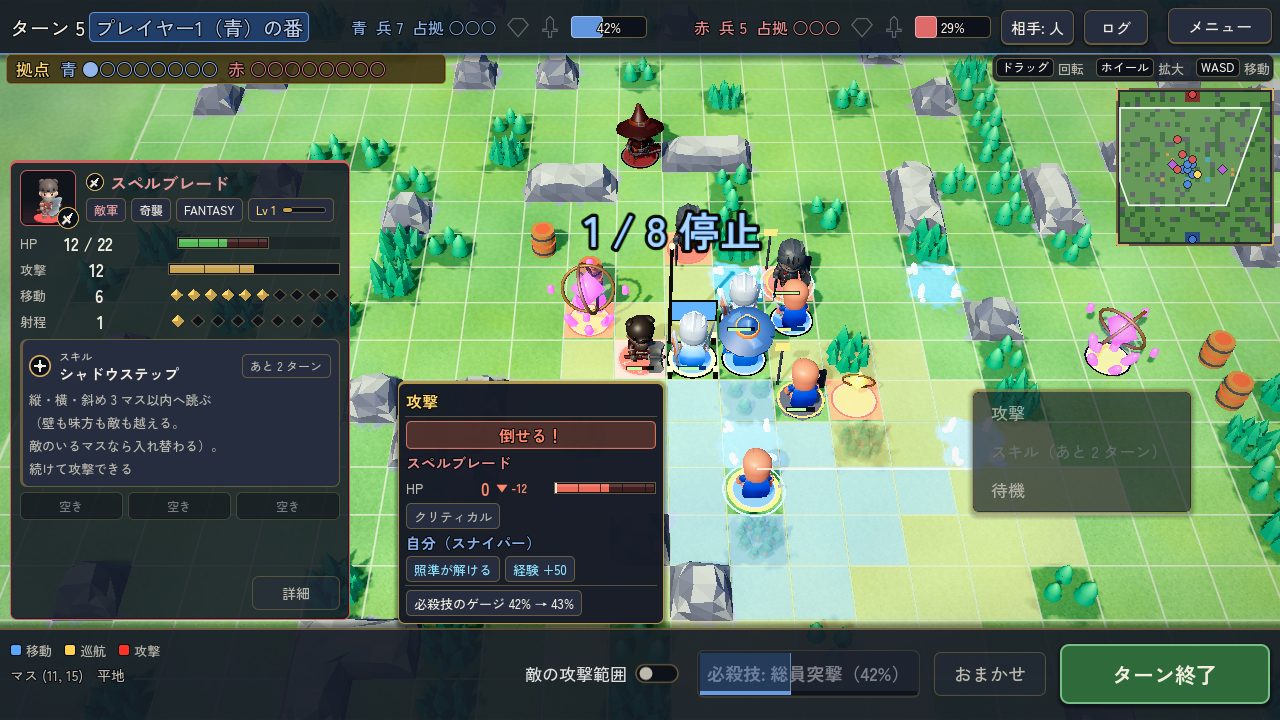 ターン 5 プレイヤー1（青）の番
青 兵 7 占拠 42%
赤 兵 5 占拠 29%
相手: 人
ログ
メニュー
拠点 青 赤
ドラッグ 回転 ホイール 拡大 WASD 移動
1 / 8 停止
スペルブレード
敵軍 奇襲 FANTASY Lv 1
HP 12 / 22
攻撃 12
移動 6
射程 1
スキル
シャドウステップ
あと 2 ターン
縦・横・斜め 3 マス以内へ跳ぶ
（壁も味方も敵も越える。
敵のいるマスなら入れ替わる）。
続けて攻撃できる
空き 空き 空き
詳細
攻撃
倒せる！
スペルブレード
HP 0 ▼ -12
クリティカル
自分（スナイパー）
照準が解ける 経験 +50
必殺技のゲージ 42% → 43%
攻撃
スキル（あと 2 ターン）
待機
移動 巡航 攻撃
マス (11, 15) 平地
敵の攻撃範囲
必殺技: 総員突撃（42%）
おまかせ
ターン終了